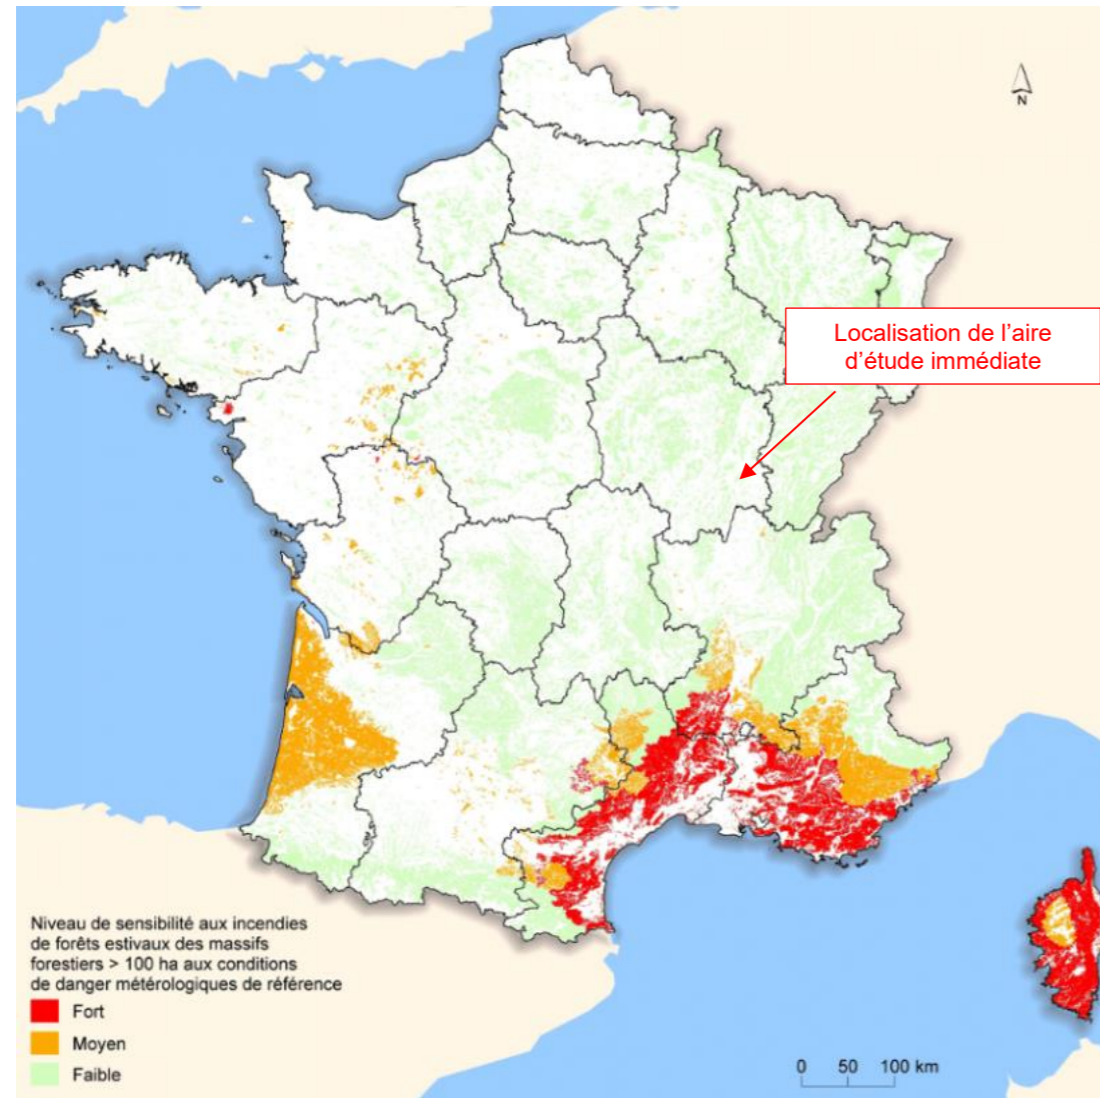 N
Localisation de l’aire
d’étude immédiate
Niveau de sensibilité aux incendies
de forêts estivaux des massifs
forestiers > 100 ha aux conditions
de danger météroligiques de référence
Fort
Moyen
Faible
0 50 100 km